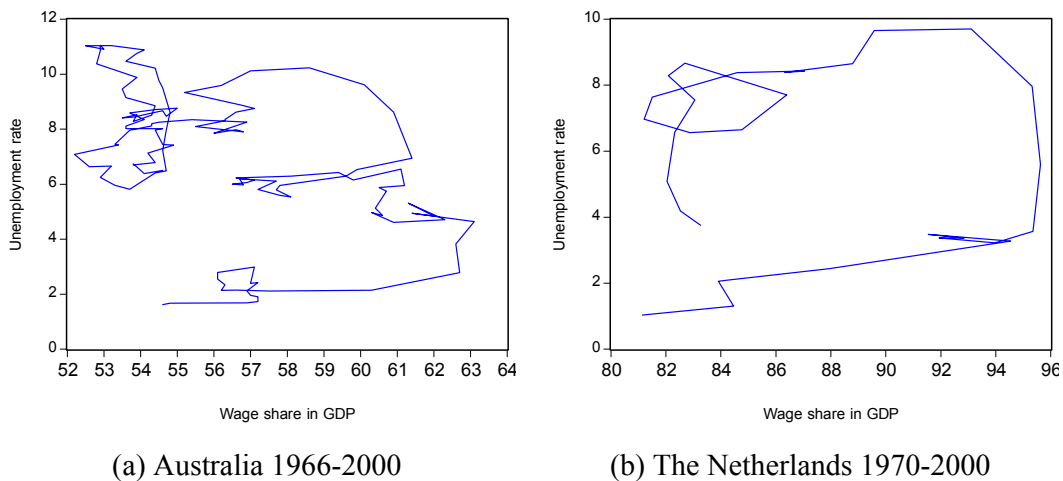 12
10
8
6
4
2
0
Unemployment rate
52 53 54 55 56 57 58 59 60 61 62 63 64
Wage share in GDP
(a) Australia 1966-2000
10
8
6
4
2
0
Unemployment rate
80 82 84 86 88 90 92 94 96
Wage share in GDP
(b) The Netherlands 1970-2000